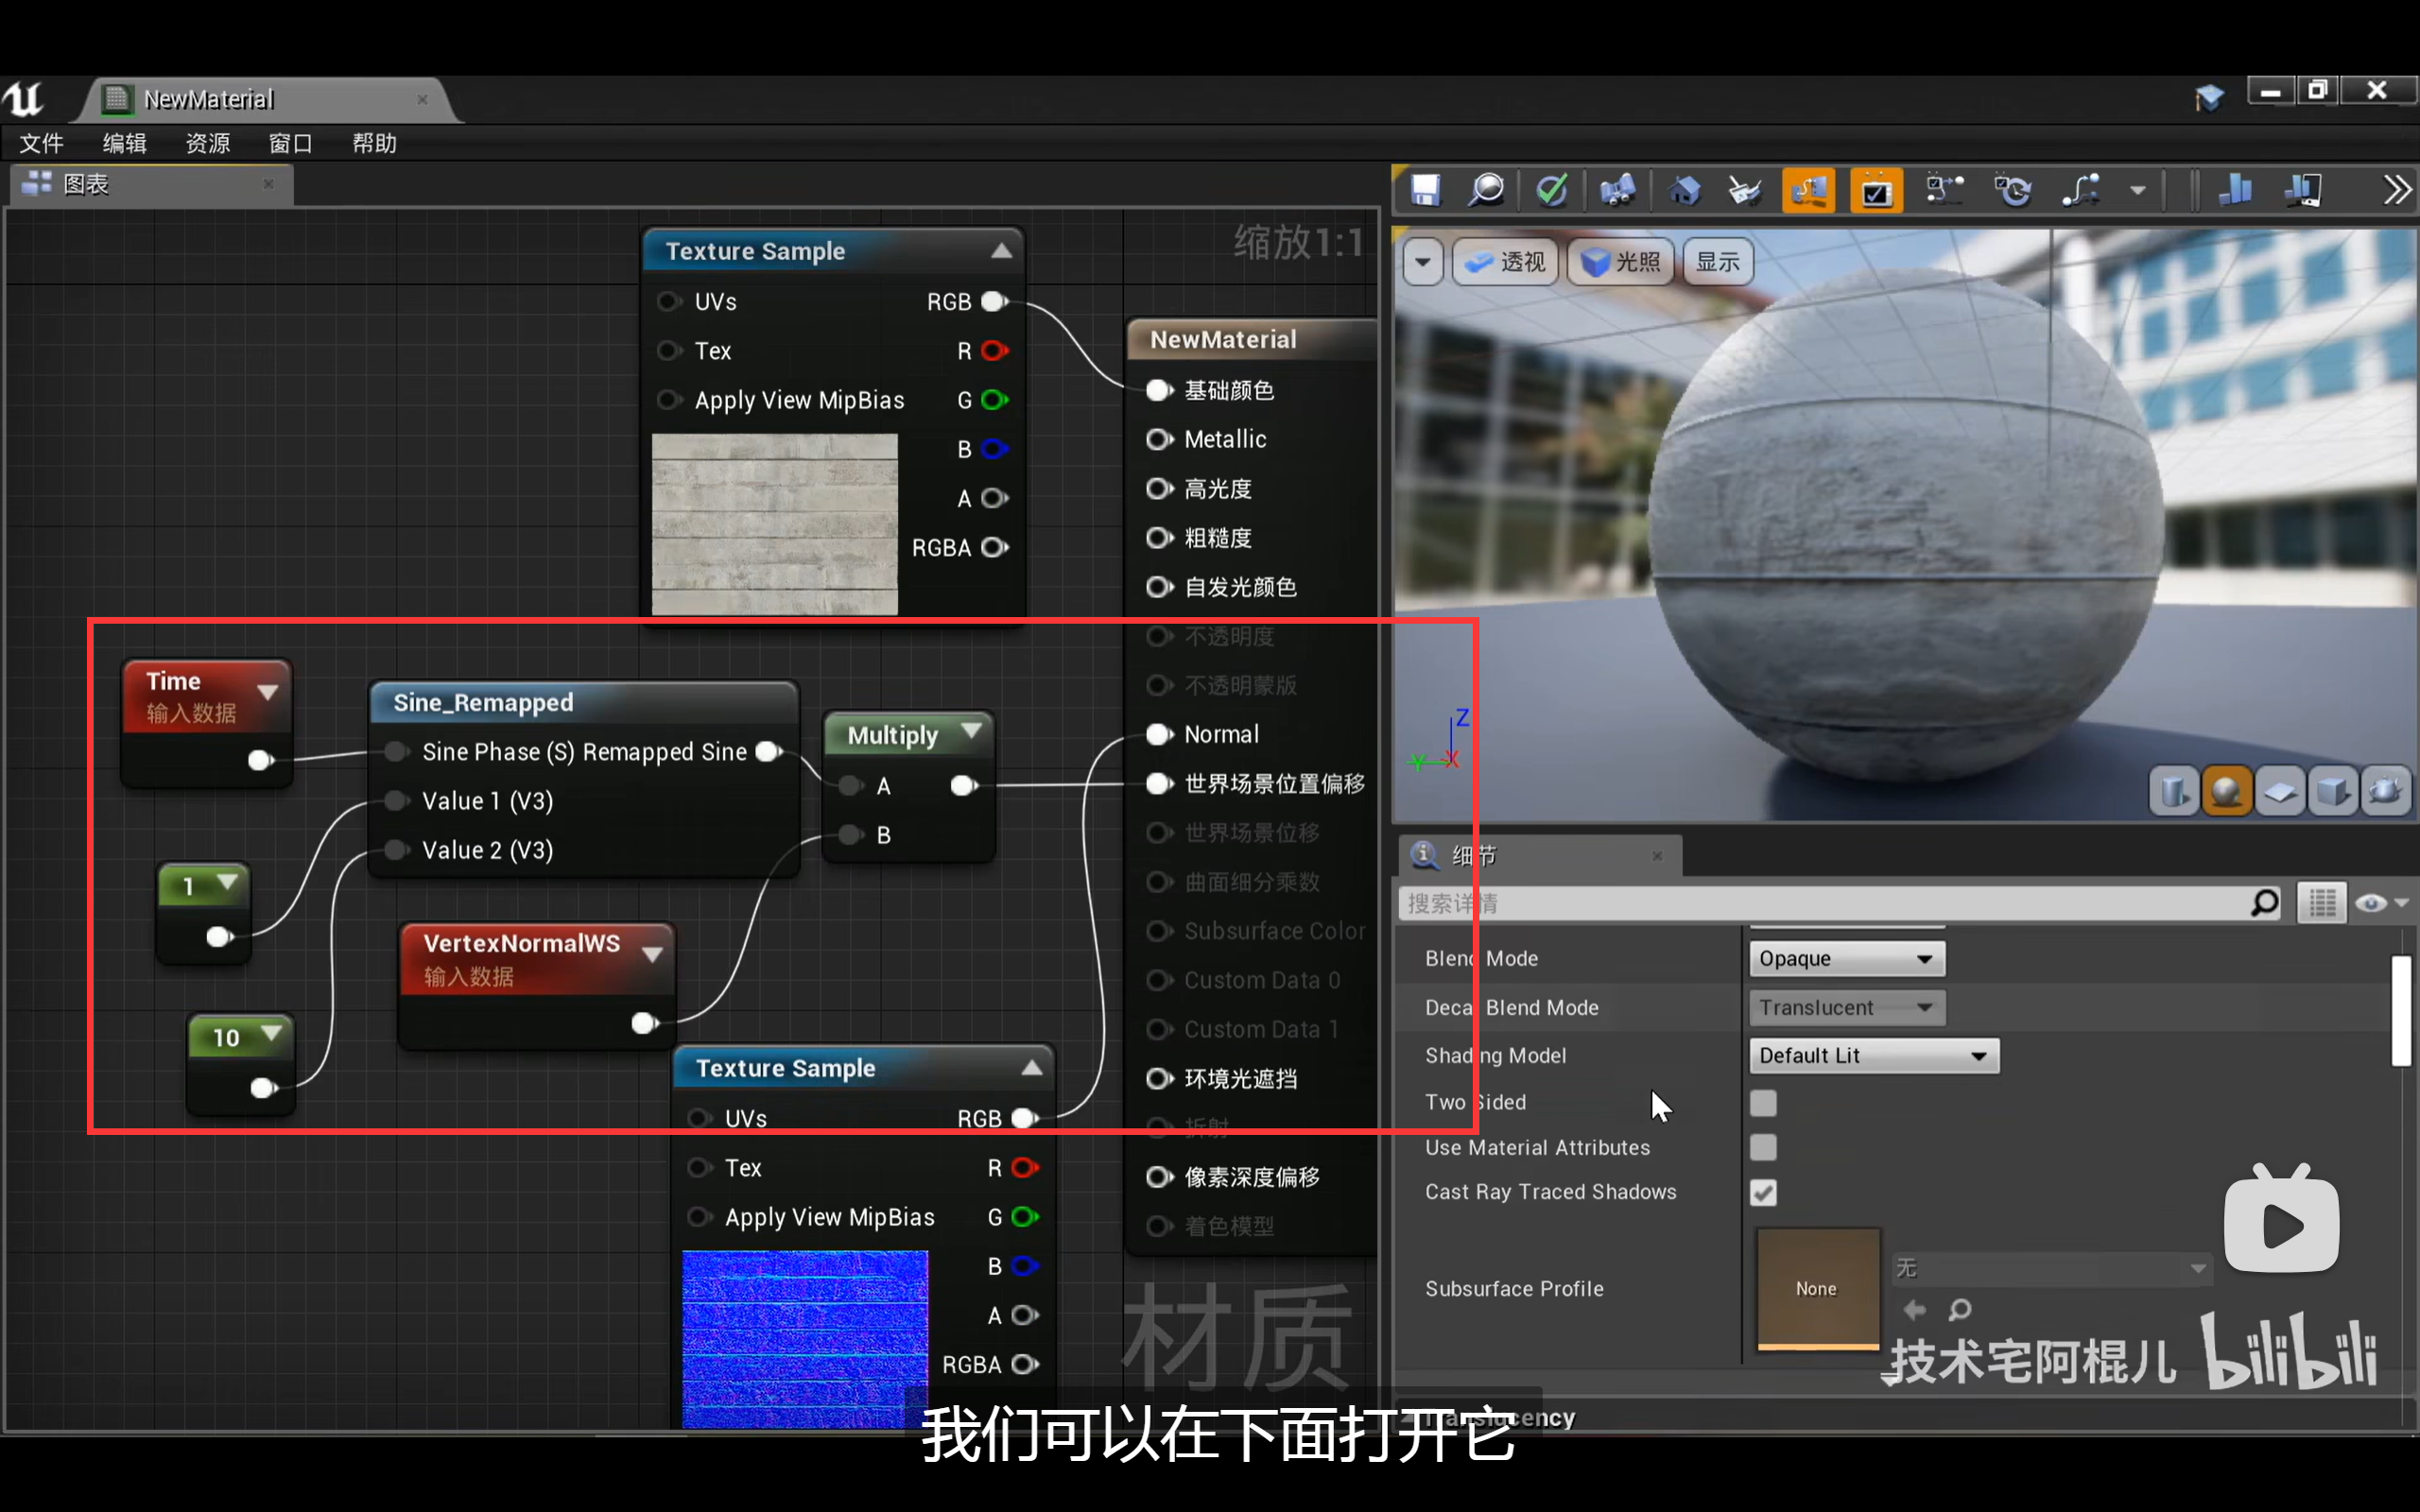 NewMaterial
文件 编辑 资源 窗口 帮助
图表
缩放1:1
Texture Sample
UVs RGB
Tex R
Apply View MipBias G
B
A
RGBA
NewMaterial
基础颜色
Metallic
高光度
粗糙度
自发光颜色
不透明度
不透明蒙版
Normal
世界场景位置偏移
世界场景位移
曲面细分乘数
Subsurface Color
Custom Data 0
Custom Data 1
环境光遮挡
折射
像素深度偏移
着色模型
Time
输入数据
Sine_Remapped
Sine Phase (S) Remapped Sine
Value 1 (V3)
Value 2 (V3)
Multiply
A
B
1
VertexNormalWS
输入数据
10
Texture Sample
UVs RGB
Tex R
Apply View MipBias G
B
A
RGBA
材质
透视 光照 显示
Z
Y X
细节
搜索详情
Blend Mode Opaque
Decal Blend Mode Translucent
Shading Model Default Lit
Two Sided
Use Material Attributes
Cast Ray Traced Shadows
Subsurface Profile None 无
Translucency
技术宅阿棍儿 bilibili
我们可以在下面打开它